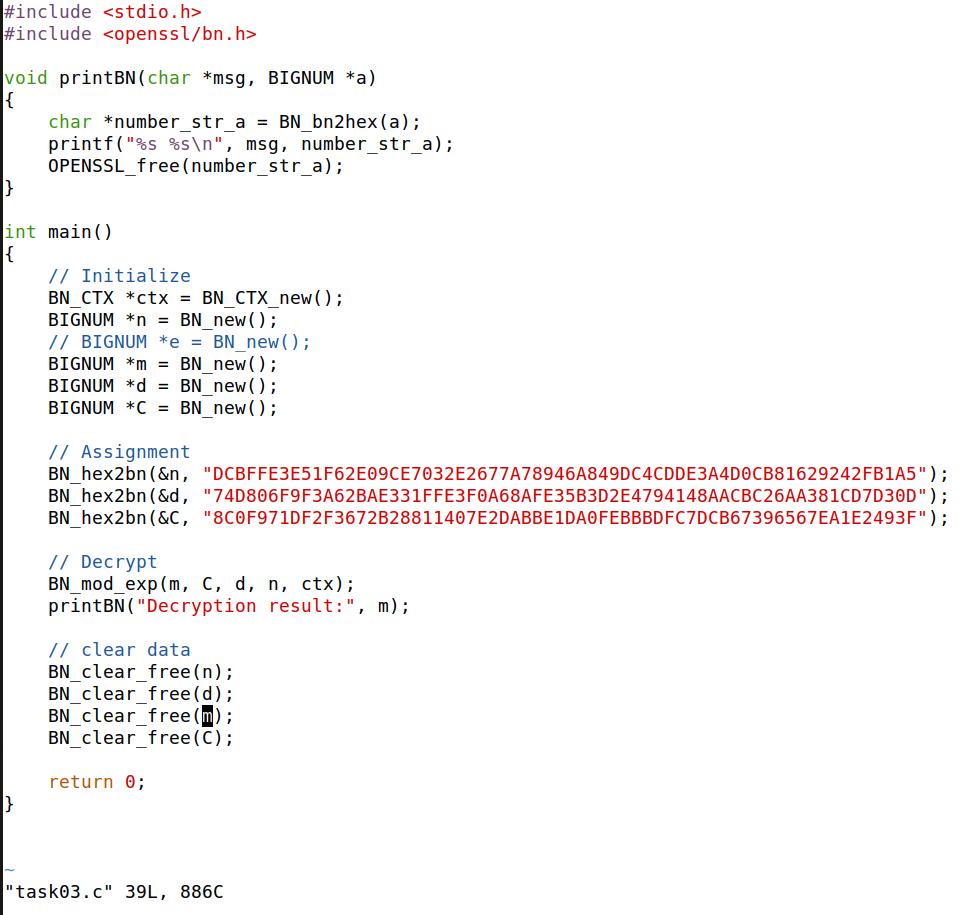 #include <stdio.h>
#include <openssl/bn.h>

void printBN(char *msg, BIGNUM *a)
{
    char *number_str_a = BN_bn2hex(a);
    printf("%s %s\n", msg, number_str_a);
    OPENSSL_free(number_str_a);
}

int main()
{
    // Initialize
    BN_CTX *ctx = BN_CTX_new();
    BIGNUM *n = BN_new();
    // BIGNUM *e = BN_new();
    BIGNUM *m = BN_new();
    BIGNUM *d = BN_new();
    BIGNUM *C = BN_new();

    // Assignment
    BN_hex2bn(&n, "DCBFFE3E51F62E09CE7032E2677A78946A849DC4CDDE3A4D0CB81629242FB1A5");
    BN_hex2bn(&d, "74D806F9F3A62BAE331FFE3F0A68AFE35B3D2E4794148AACBC26AA381CD7D30D");
    BN_hex2bn(&C, "8C0F971DF2F3672B28811407E2DABBE1DA0FEBBBDFC7DCB67396567EA1E2493F");

    // Decrypt
    BN_mod_exp(m, C, d, n, ctx);
    printBN("Decryption result:", m);

    // clear data
    BN_clear_free(n);
    BN_clear_free(d);
    BN_clear_free(m);
    BN_clear_free(C);

    return 0;
}


~
"task03.c" 39L, 886C